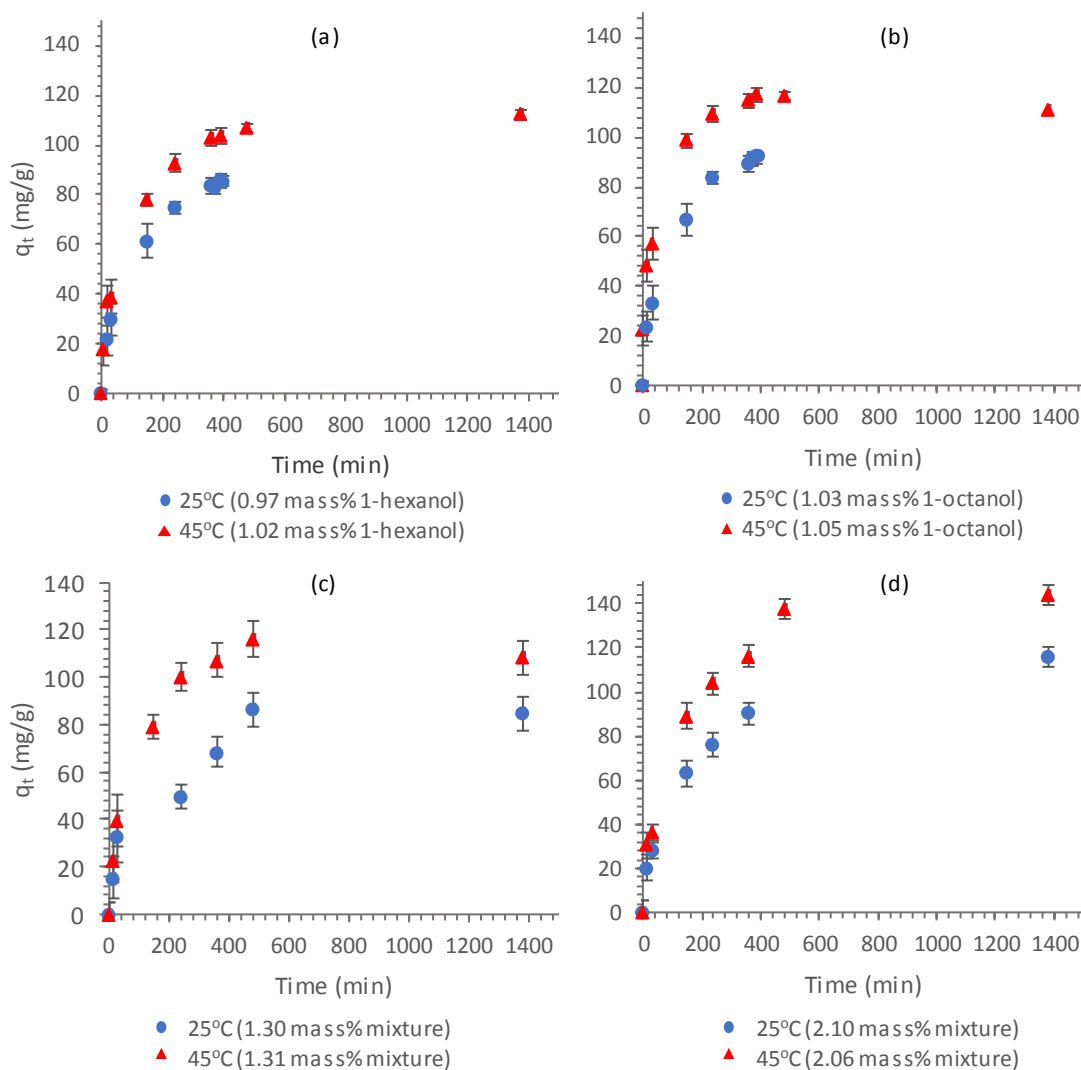 (a)
140
120
100
80
60
40
20
0
qt (mg/g)
0 200 400 600 800 1000 1200 1400
Time (min)
25°C (0.97 mass% 1-hexanol)
45°C (1.02 mass% 1-hexanol)
(b)
140
120
100
80
60
40
20
0
0 200 400 600 800 1000 1200 1400
Time (min)
25°C (1.03 mass% 1-octanol)
45°C (1.05 mass% 1-octanol)
(c)
140
120
100
80
60
40
20
0
qt (mg/g)
0 200 400 600 800 1000 1200 1400
Time (min)
25°C (1.30 mass% mixture)
45°C (1.31 mass% mixture)
(d)
140
120
100
80
60
40
20
0
0 200 400 600 800 1000 1200 1400
Time (min)
25°C (2.10 mass% mixture)
45°C (2.06 mass% mixture)